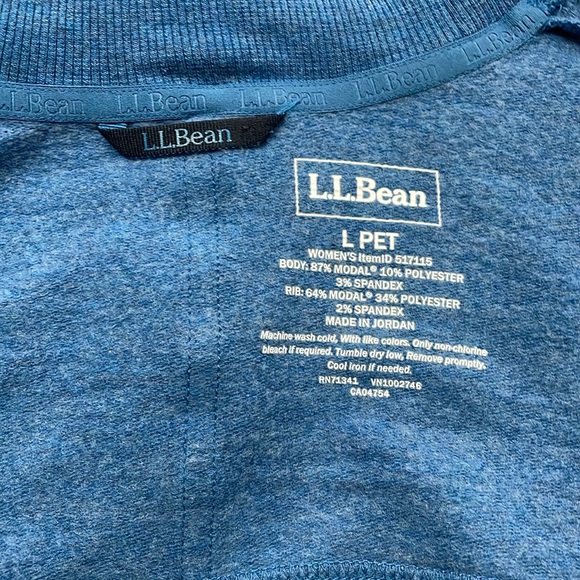 L.L.Bean L.L.Bean L.L.Bean L.L.Bean L.L.Bean
L.L.Bean
L.L.Bean
L PET
WOMEN'S ItemID 517115
BODY: 87% MODAL® 10% POLYESTER
3% SPANDEX
RIB: 64% MODAL® 34% POLYESTER
2% SPANDEX
MADE IN JORDAN
Machine wash cold, With like colors. Only non-chlorine
bleach if required. Tumble dry low, Remove promptly.
Cool iron if needed.
RN71341 VN1002746
CA04754